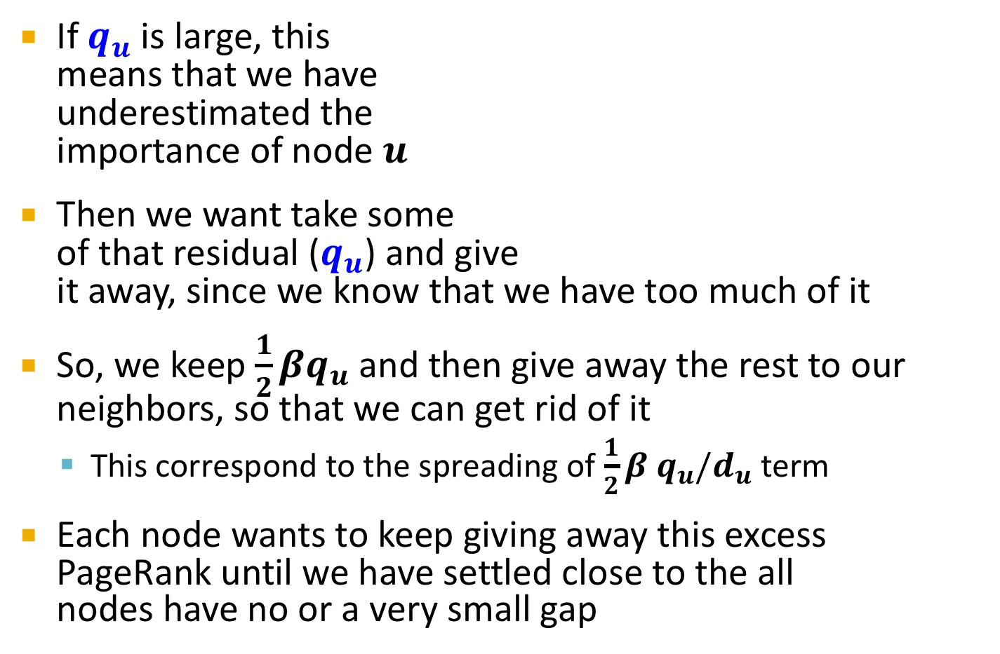 If q_u is large, this
means that we have
underestimated the
importance of node u
Then we want take some
of that residual (q_u) and give
it away, since we know that we have too much of it
So, we keep 1/2 βq_u and then give away the rest to our
neighbors, so that we can get rid of it
This correspond to the spreading of 1/2 β q_u/d_u term
Each node wants to keep giving away this excess
PageRank until we have settled close to the all
nodes have no or a very small gap